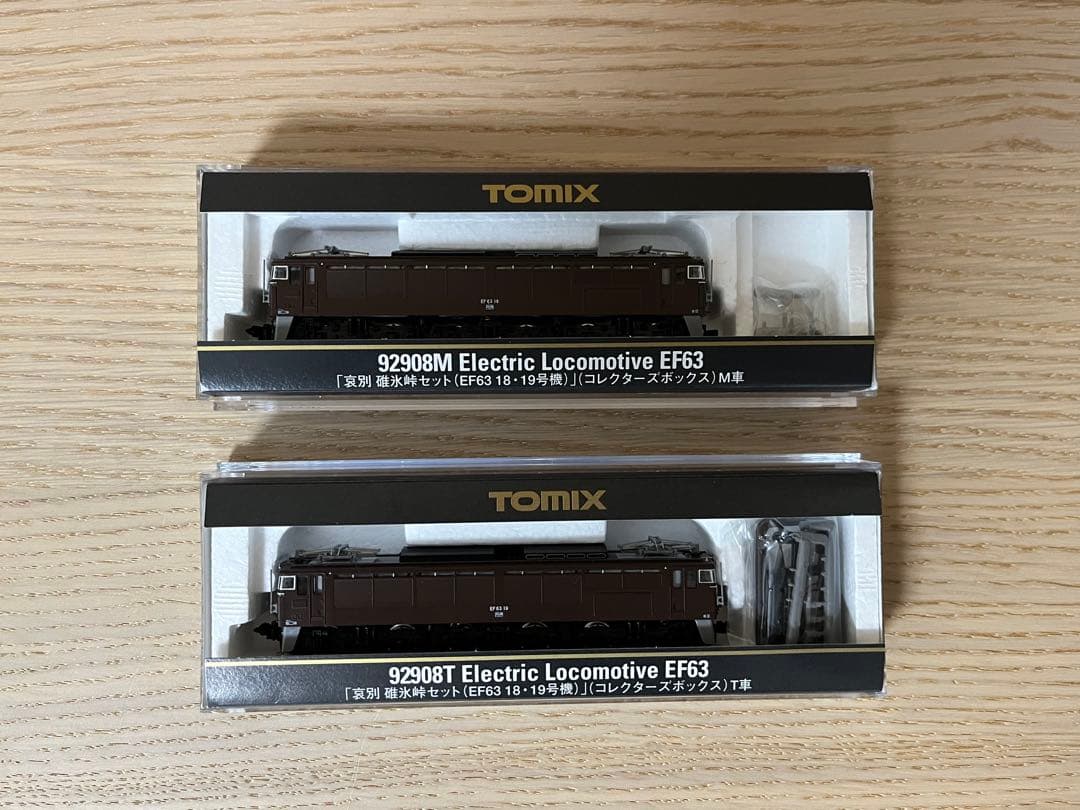 TOMIX
EF63 18
92908M Electric Locomotive EF63
「哀別 碓氷峠セット(EF63 18・19号機)」(コレクターズボックス)M車
TOMIX
EF63 19
92908T Electric Locomotive EF63
「哀別 碓氷峠セット(EF63 18・19号機)」(コレクターズボックス)T車